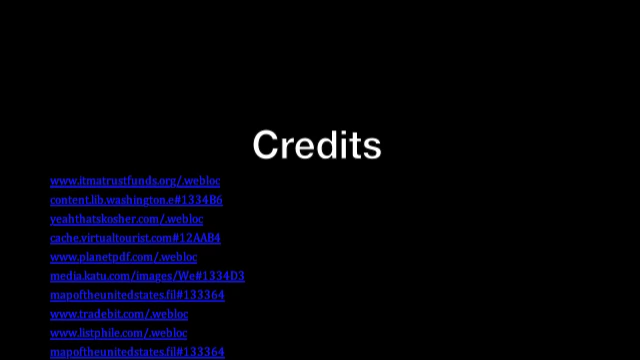 Credits
www.itmatrustfunds.org/.webloc
content.lib.washington.e#1334B6
yeahthatskosher.com/.webloc
cache.virtualtourist.com#12AAB4
www.planetpdf.com/.webloc
media.katu.com/images/We#1334D3
mapoftheunitedstates.fil#133364
www.tradebit.com/.webloc
www.listphile.com/.webloc
mapoftheunitedstates.fil#133364